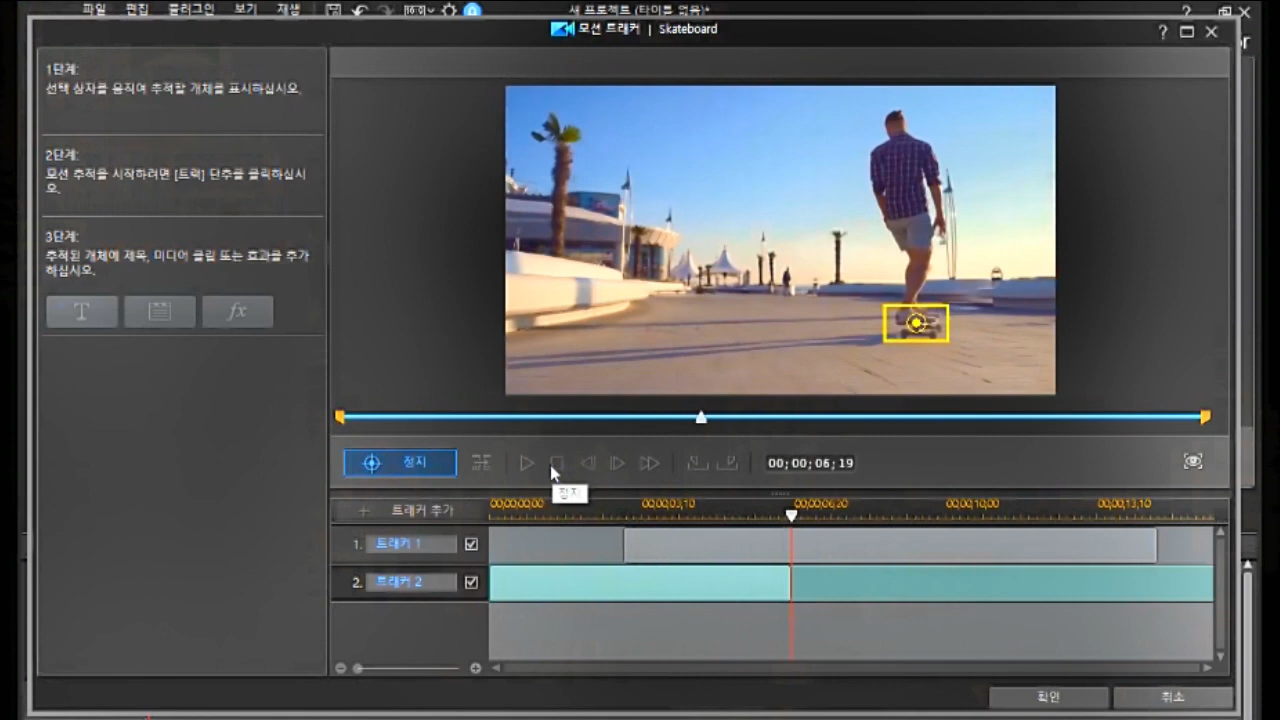 파일 편집 플러그인 보기 재생
새 프로젝트 (타이틀 없음)*
모션 트래커 | Skateboard
1단계:
선택 상자를 움직여 추적할 개체를 표시하십시오.
2단계:
모션 추적을 시작하려면 [트랙] 단추를 클릭하십시
오.
3단계:
추적된 개체에 제목, 미디어 클립 또는 효과를 추가
하십시오.
T
fx
정지
00;00;06;19
정지
트래커 추가
00;00;00;00 00;00;03;10 00;00;06;20 00;00;10;00 00;00;13;10
1. 트래커 1
2. 트래커 2
확인 취소